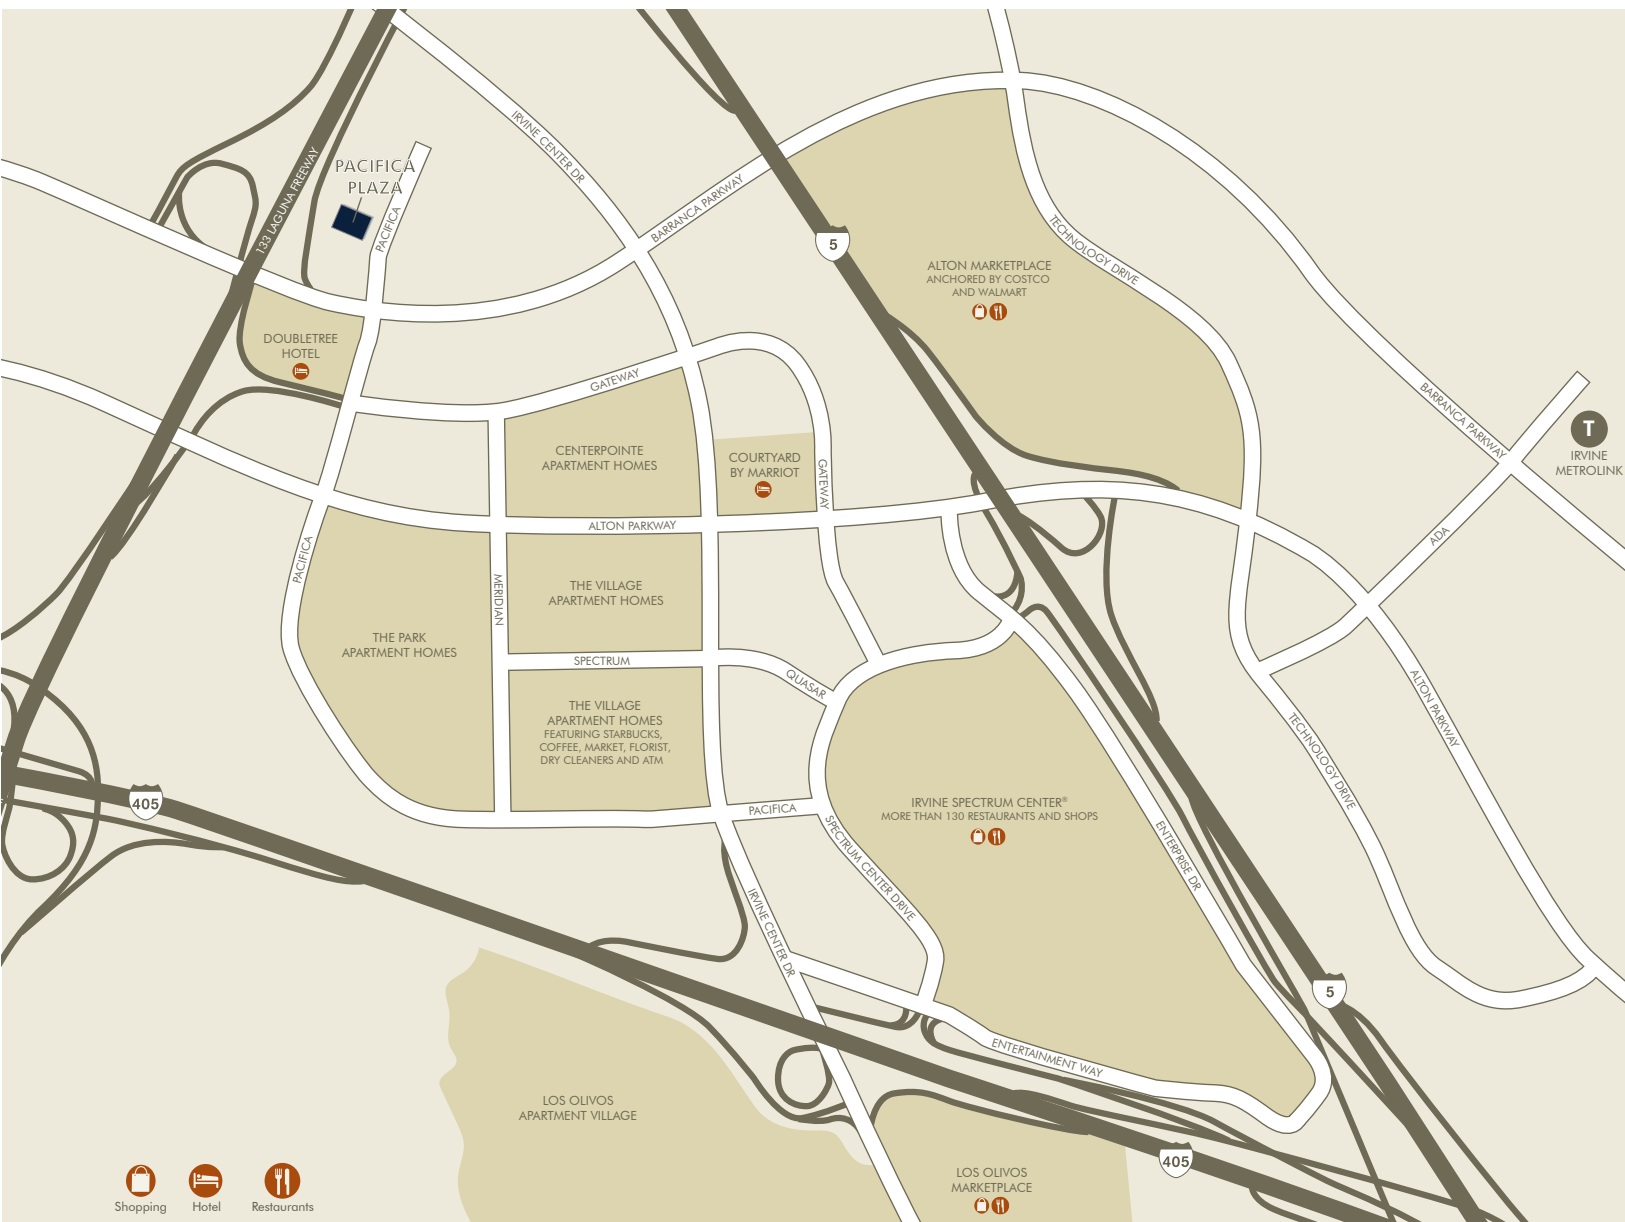 IRVINE CENTER DR
133 LAGUNA FREEWAY
PACIFICA
PLAZA
PACIFICA
BARRANCA PARKWAY
5
TECHNOLOGY DRIVE
ALTON MARKETPLACE
ANCHORED BY COSTCO
AND WALMART
DOUBLETREE
HOTEL
GATEWAY
BARRANCA PARKWAY
T
IRVINE
METROLINK
CENTERPOINTE
APARTMENT HOMES
COURTYARD
BY MARRIOT
GATEWAY
ALTON PARKWAY
ADA
PACIFICA
MERIDIAN
THE VILLAGE
APARTMENT HOMES
THE PARK
APARTMENT HOMES
SPECTRUM
QUASAR
ALTON PARKWAY
THE VILLAGE
APARTMENT HOMES
FEATURING STARBUCKS,
COFFEE, MARKET, FLORIST,
DRY CLEANERS AND ATM
TECHNOLOGY DRIVE
405
PACIFICA
IRVINE SPECTRUM CENTER®
MORE THAN 130 RESTAURANTS AND SHOPS
SPECTRUM CENTER DRIVE
ENTERPRISE DR
IRVINE CENTER DR
5
ENTERTAINMENT WAY
LOS OLIVOS
APARTMENT VILLAGE
405
LOS OLIVOS
MARKETPLACE
Shopping
Hotel
Restaurants